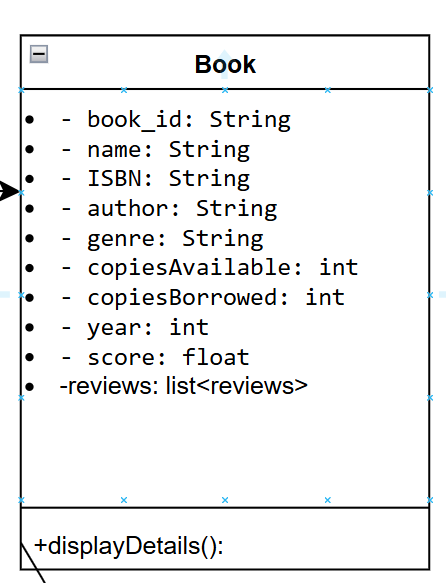 Book
- book_id: String
- name: String
- ISBN: String
- author: String
- genre: String
- copiesAvailable: int
- copiesBorrowed: int
- year: int
- score: float
-reviews: list<reviews>
+displayDetails():